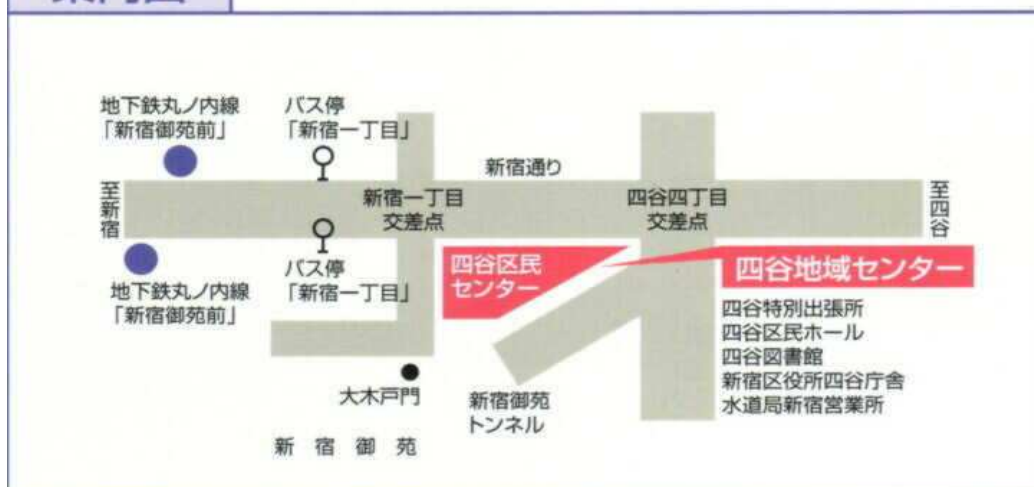 案内図
地下鉄丸ノ内線
「新宿御苑前」
バス停
「新宿一丁目」
新宿通り
至新宿
新宿一丁目
交差点
四谷四丁目
交差点
至四谷
地下鉄丸ノ内線
「新宿御苑前」
バス停
「新宿一丁目」
四谷区民
センター
四谷地域センター
四谷特別出張所
四谷区民ホール
四谷図書館
新宿区役所四谷庁舎
水道局新宿営業所
大木戸門
新宿御苑
トンネル
新宿御苑